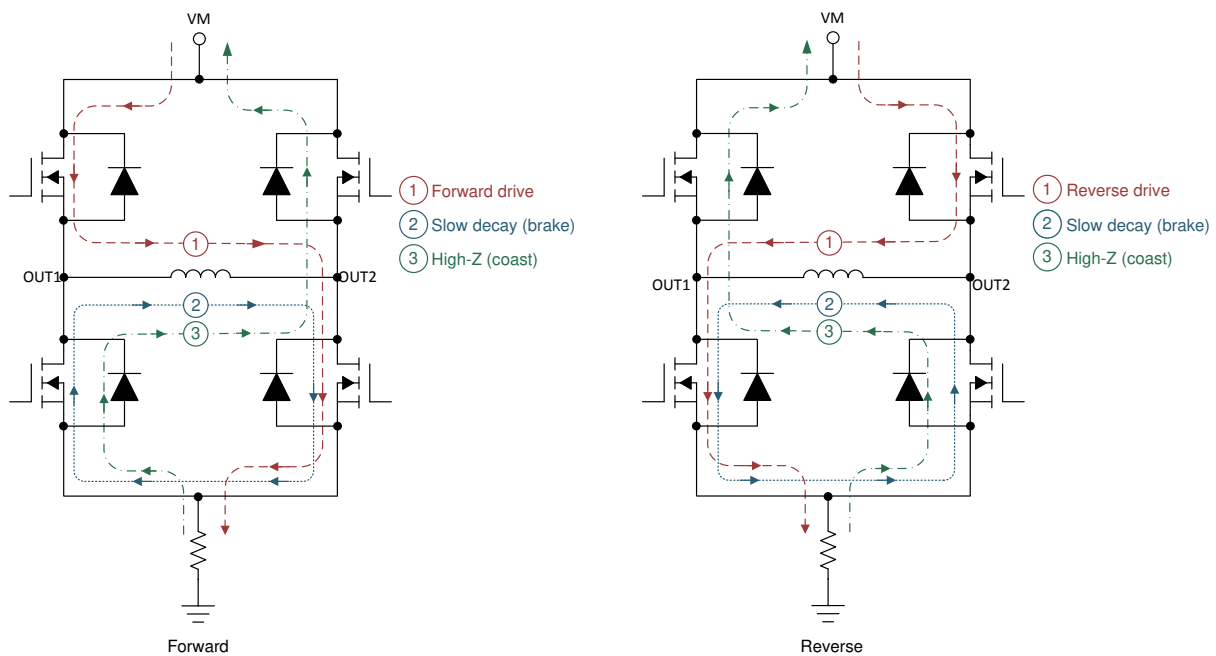 VM
1 Forward drive
2 Slow decay (brake)
3 High-Z (coast)
1
OUT1
OUT2
2
3
Forward
VM
1 Reverse drive
2 Slow decay (brake)
3 High-Z (coast)
1
OUT1
OUT2
2
3
Reverse